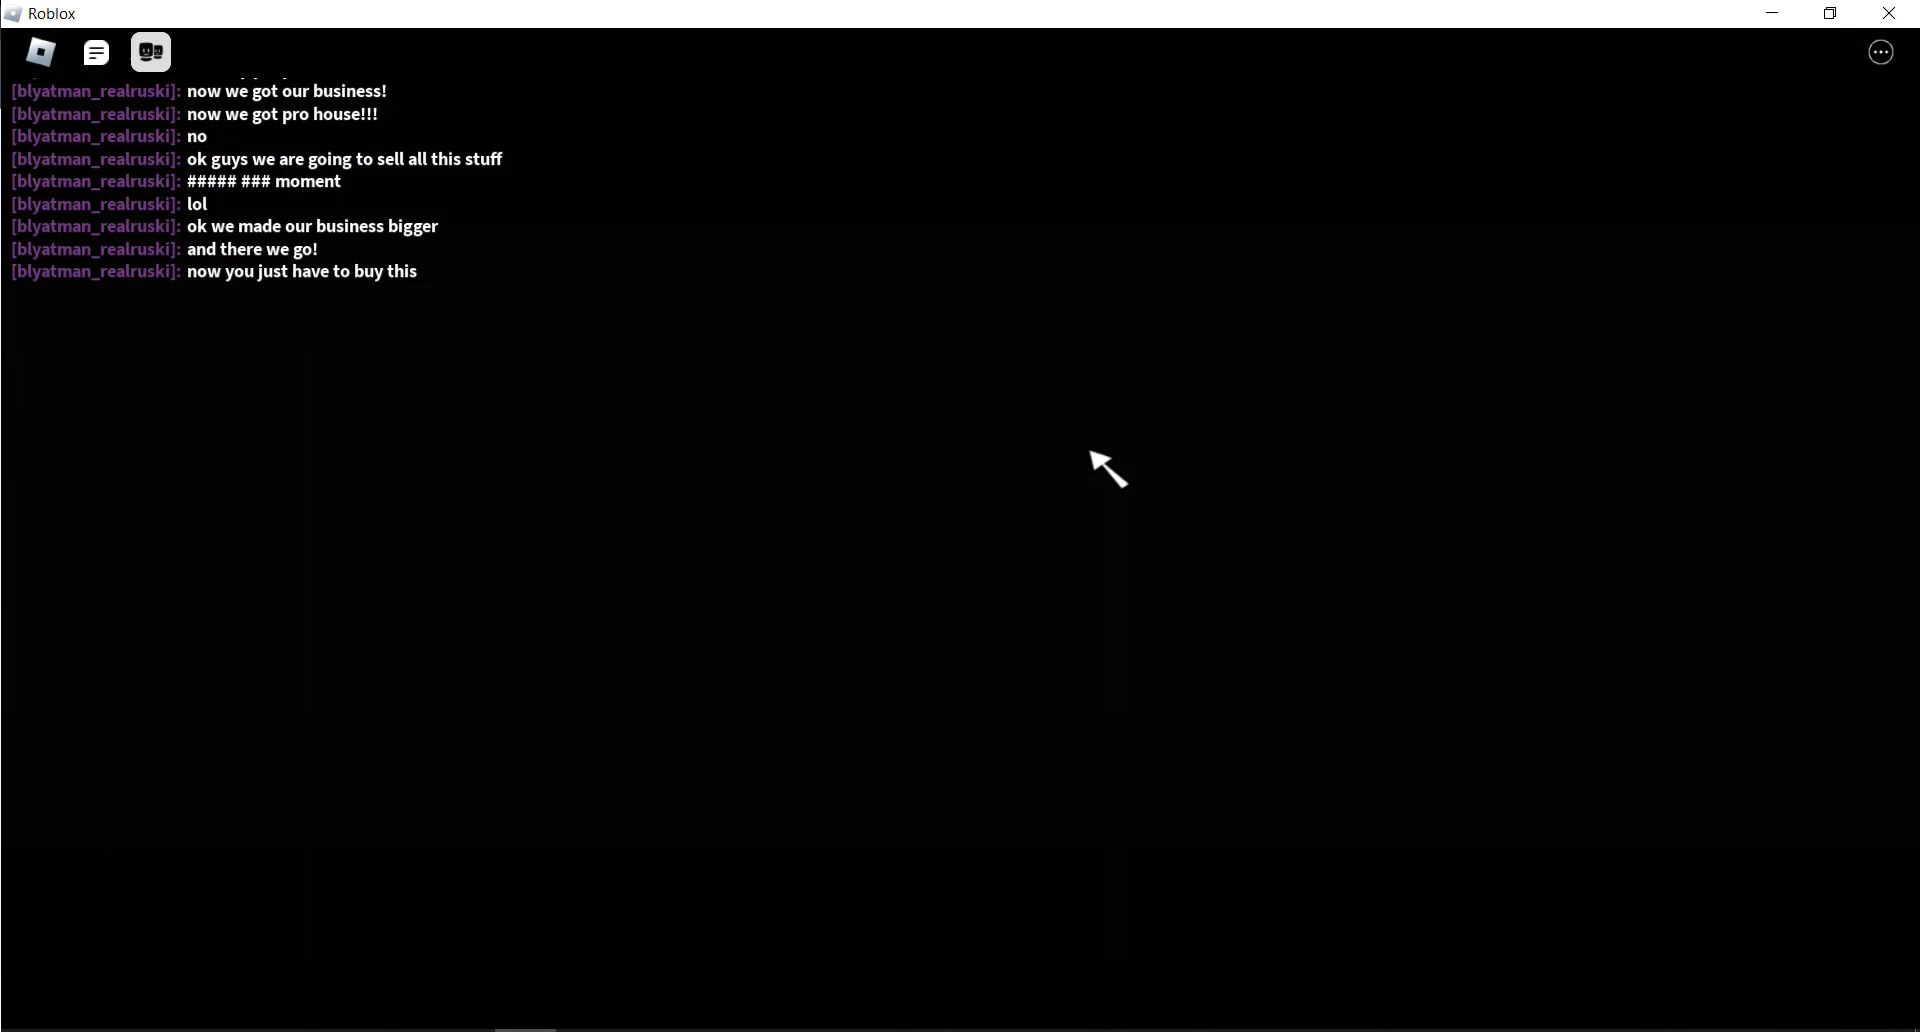 Roblox
[blyatman_realruski]: now we got our business!
[blyatman_realruski]: now we got pro house!!!
[blyatman_realruski]: no
[blyatman_realruski]: ok guys we are going to sell all this stuff
[blyatman_realruski]: ##### ### moment
[blyatman_realruski]: lol
[blyatman_realruski]: ok we made our business bigger
[blyatman_realruski]: and there we go!
[blyatman_realruski]: now you just have to buy this